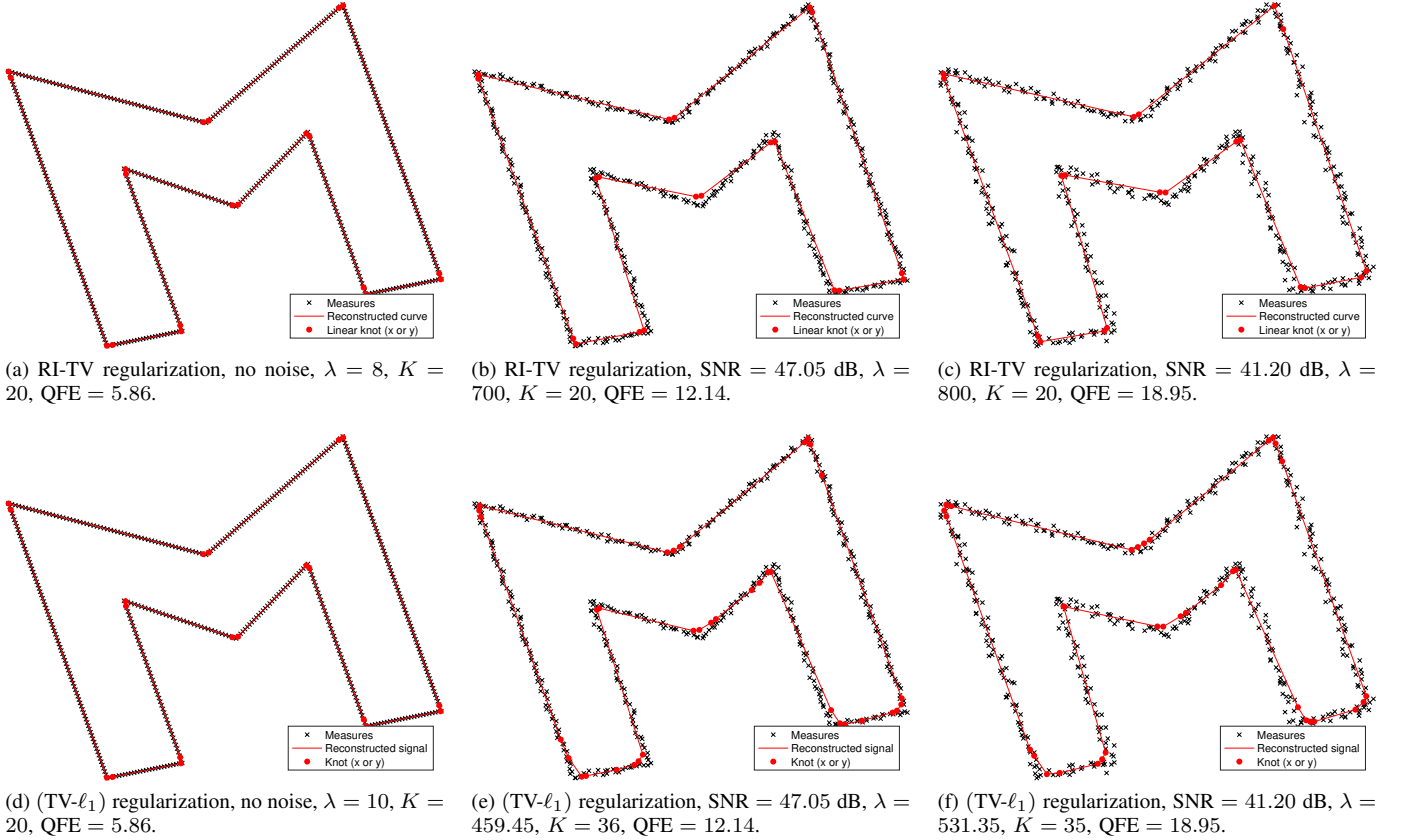 × Measures
Reconstructed curve
Linear knot (x or y)
(a) RI-TV regularization, no noise, λ = 8, K =
20, QFE = 5.86.
× Measures
Reconstructed curve
Linear knot (x or y)
(b) RI-TV regularization, SNR = 47.05 dB, λ =
700, K = 20, QFE = 12.14.
× Measures
Reconstructed curve
Linear knot (x or y)
(c) RI-TV regularization, SNR = 41.20 dB, λ =
800, K = 20, QFE = 18.95.
× Measures
Reconstructed signal
Knot (x or y)
(d) (TV-ℓ₁) regularization, no noise, λ = 10, K =
20, QFE = 5.86.
× Measures
Reconstructed signal
Knot (x or y)
(e) (TV-ℓ₁) regularization, SNR = 47.05 dB, λ =
459.45, K = 36, QFE = 12.14.
× Measures
Reconstructed signal
Knot (x or y)
(f) (TV-ℓ₁) regularization, SNR = 41.20 dB, λ =
531.35, K = 35, QFE = 18.95.